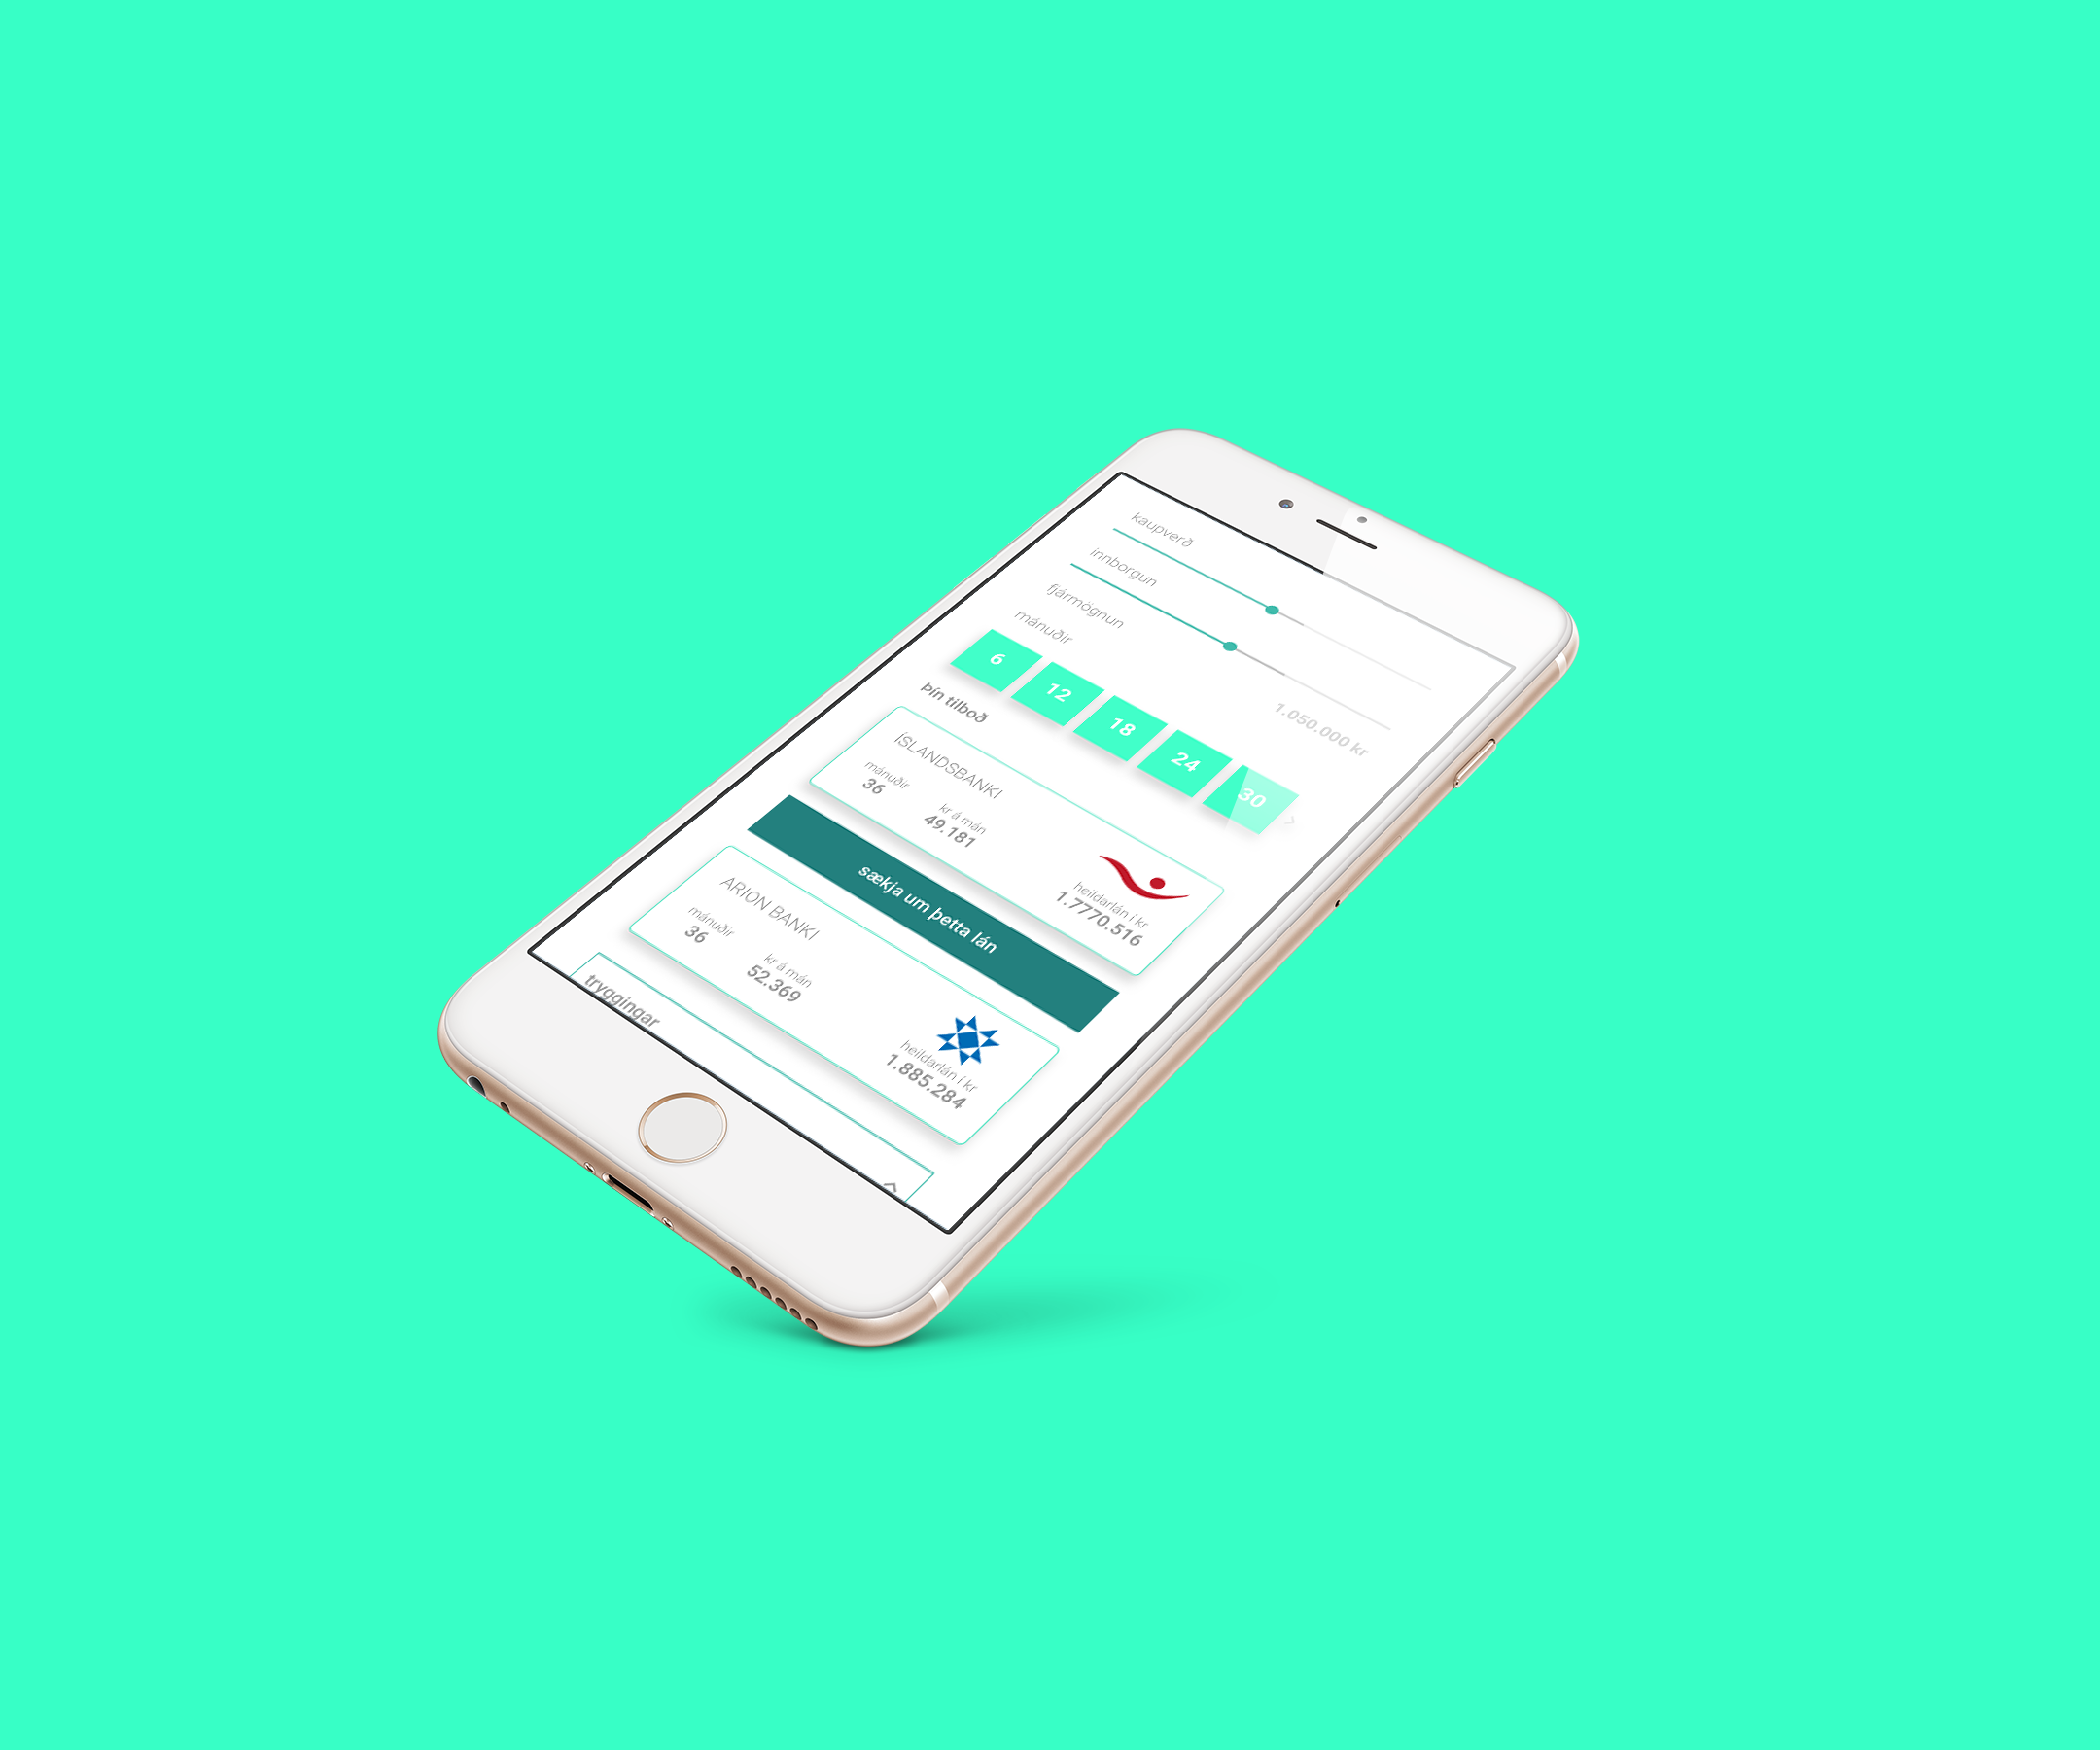 kaupverð
innborgun
fjármögnun
1.050.000 kr
mánuðir
6 12 18 24 30
Þín tilboð
ÍSLANDSBANKI
mánuðir
36
kr á mán
49.181
heildarlán í kr
1.7770.516
sækja um þetta lán
ARION BANKI
mánuðir
36
kr á mán
52.369
heildarlán í kr
1.885.284
tryggingar